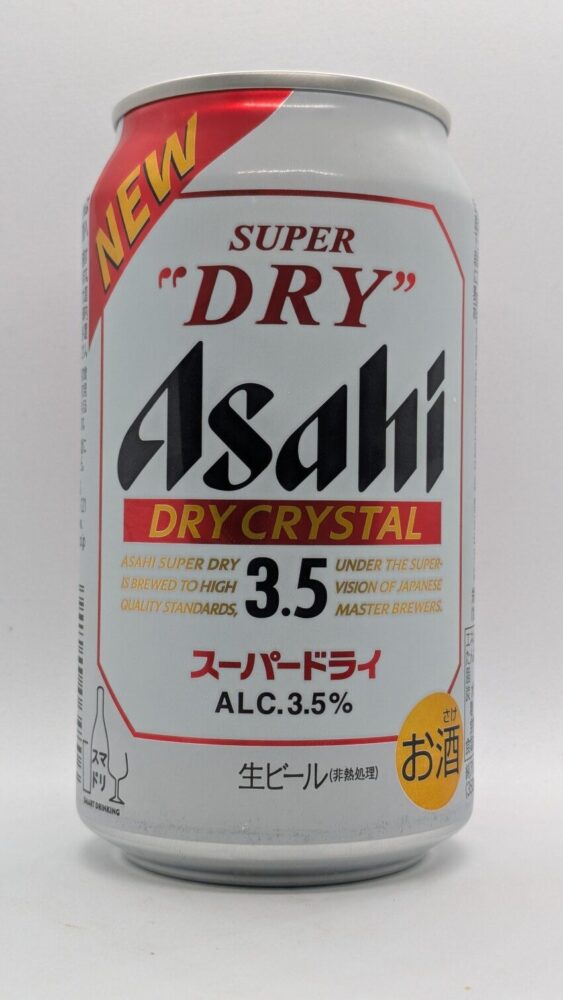 NEW
SUPER
"DRY"
Asahi
DRY CRYSTAL
ASAHI SUPER DRY
IS BREWED TO HIGH
QUALITY STANDARDS,
3.5
UNDER THE SUPER-
VISION OF JAPANESE
MASTER BREWERS.
スーパードライ
ALC.3.5%
さけ
お酒
生ビール(非熱処理)
スマ
ドリ
SMART DRINKING